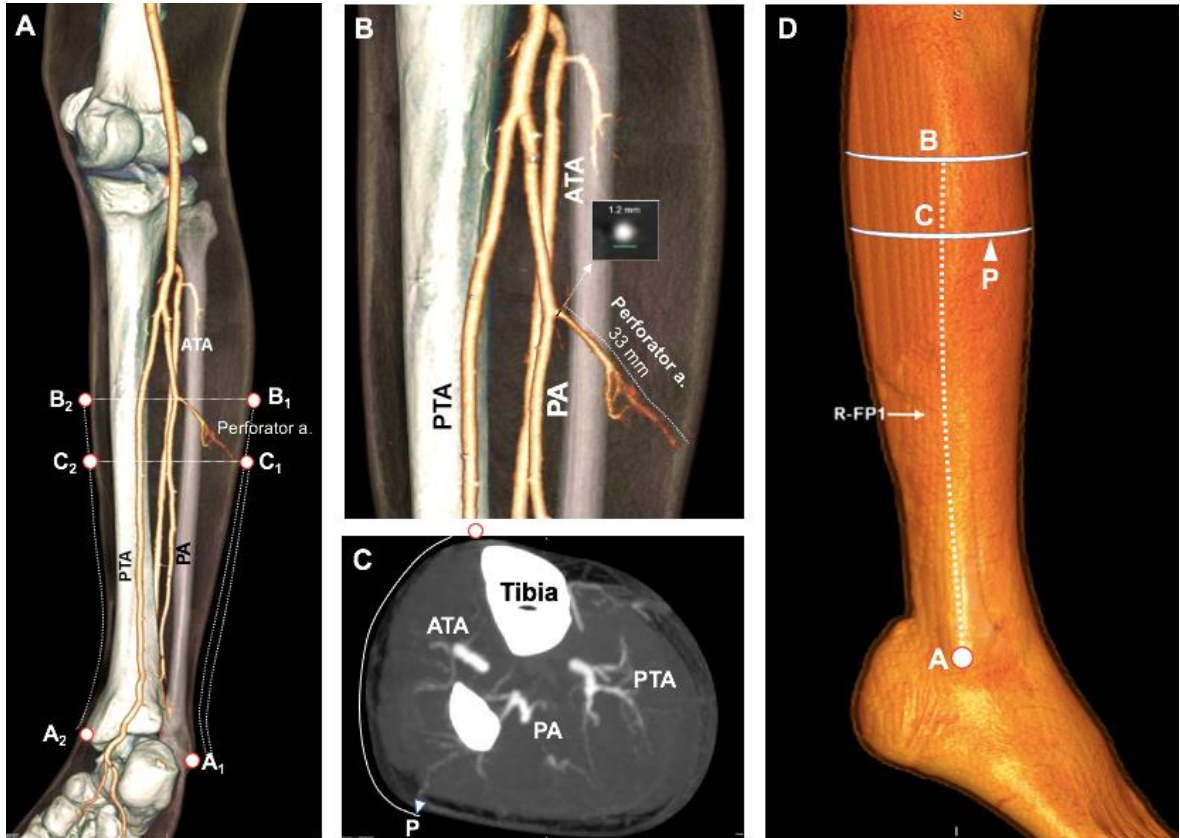 A
ATA
B₂
B₁
Perforator a.
C₂
C₁
PTA
PA
A₂
A₁
B
ATA
1.2 mm
Perforator a.
33 mm
PTA
PA
C
Tibia
ATA
PTA
PA
P
D
S
B
C
P
R-FP1
A
I